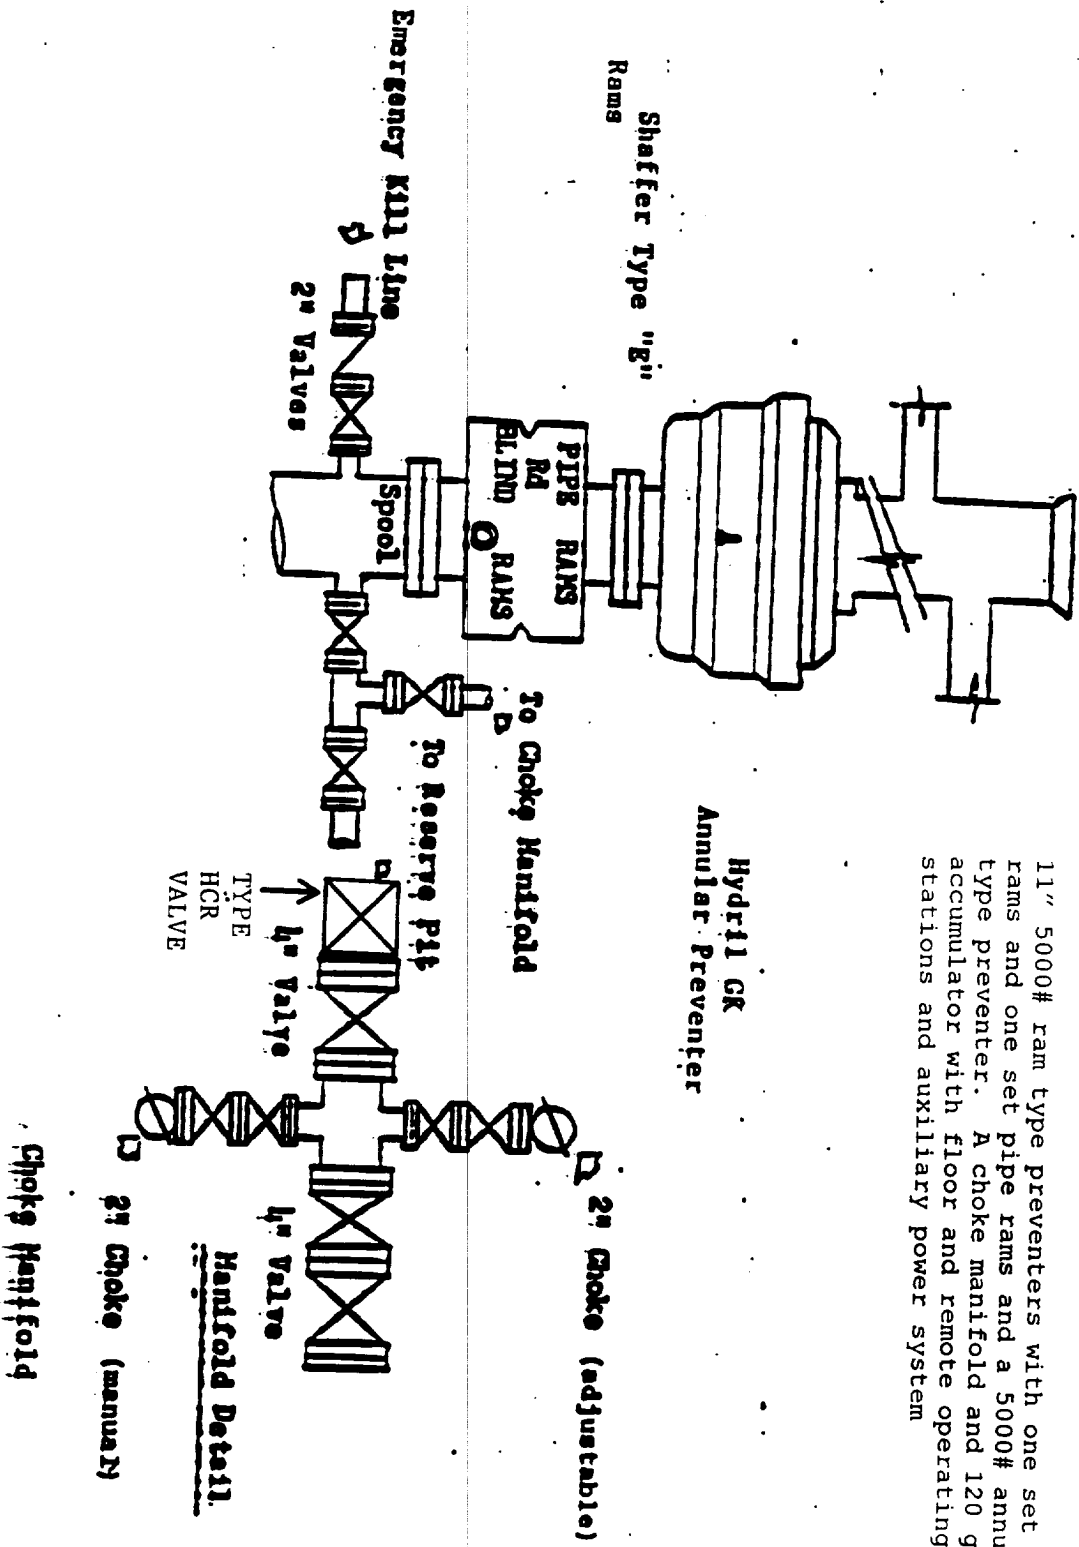 11" 5000# ram type preventers with one set
rams and one set pipe rams and a 5000# annu
type preventer. A choke manifold and 120 g
accumulator with floor and remote operating
stations and auxiliary power system
Hydril GK
Annular Preventer
Shaffer Type "E"
Rams
PIPE RAMS
Rd
BLIND RAMS
Spool
Emergency Kill Line
2" Valves
To Choke Manifold
To Reserve Pit
TYPE
HCR
VALVE
4" Valve
2" Choke (adjustable)
4" Valve
Manifold Detail
2" Choke (manual)
Choke Manifold